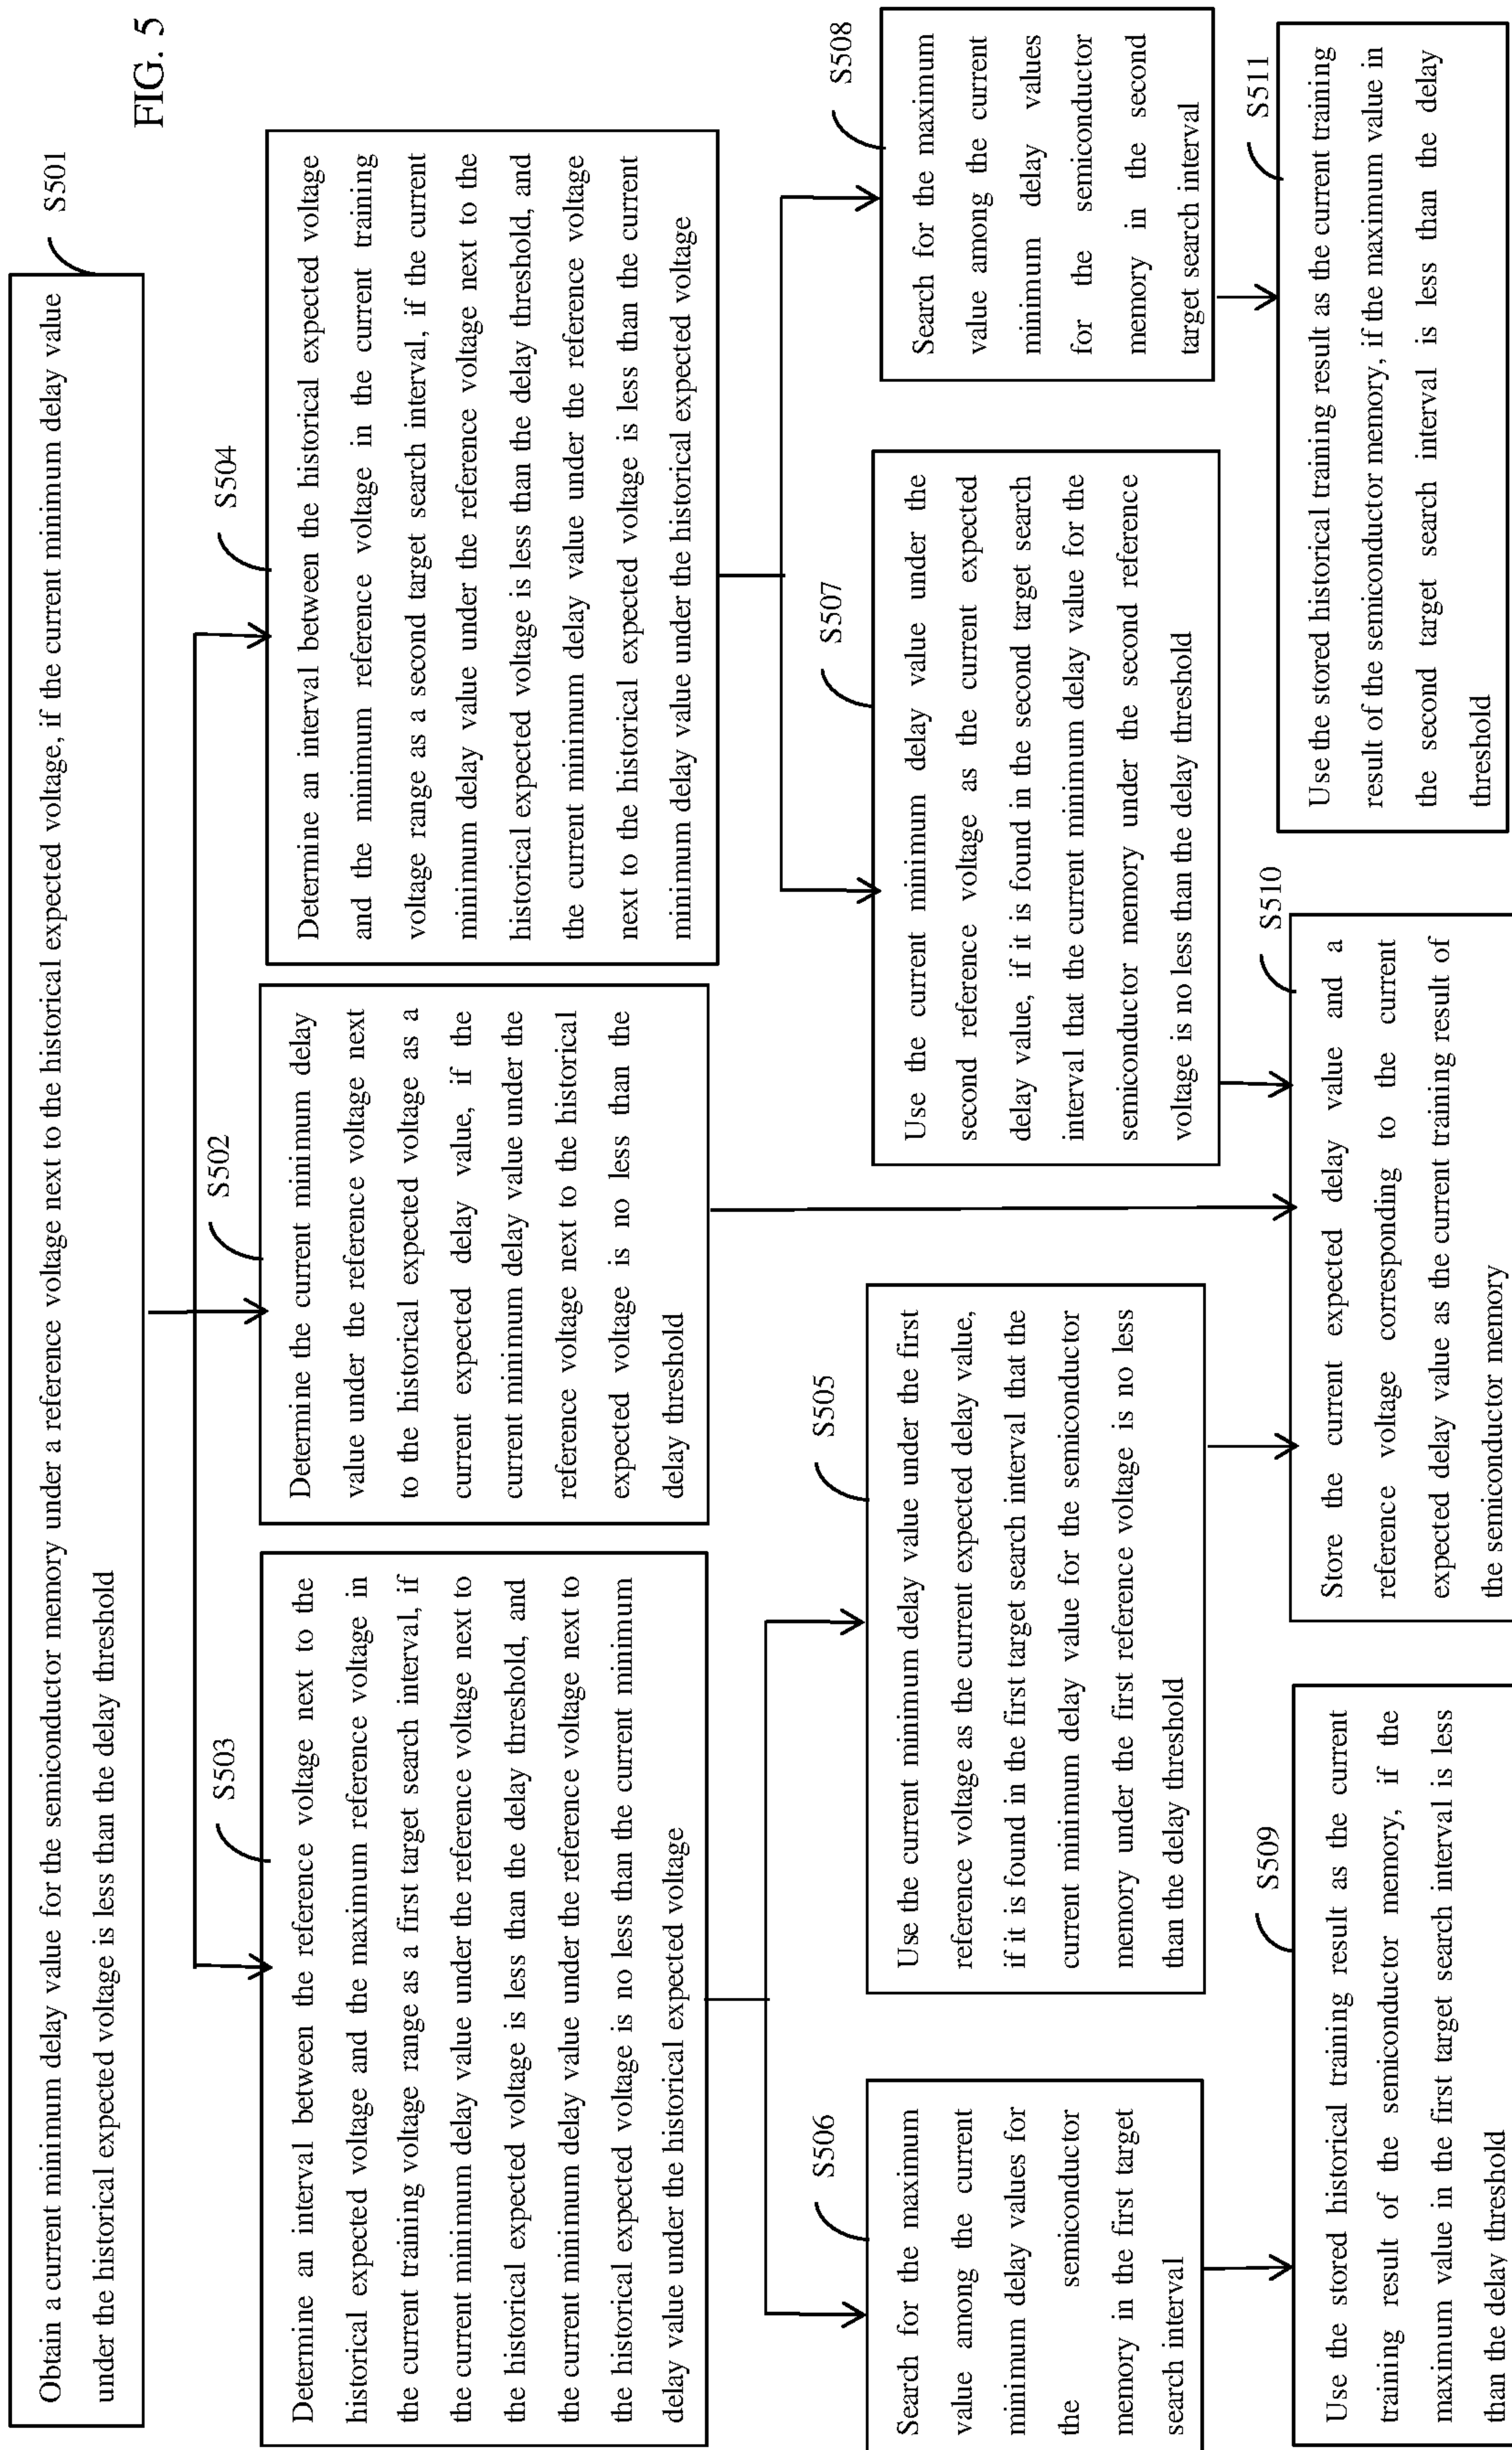 Obtain a current minimum delay value for the semiconductor memory under a reference voltage next to the historical expected voltage, if the current minimum delay value
under the historical expected voltage is less than the delay threshold
S501
FIG. 5
S503
Determine an interval between the reference voltage next to the
historical expected voltage and the maximum reference voltage in
the current training voltage range as a first target search interval, if
the current minimum delay value under the reference voltage next to
the historical expected voltage is less than the delay threshold, and
the current minimum delay value under the reference voltage next to
the historical expected voltage is no less than the current minimum
delay value under the historical expected voltage
S502
Determine the current minimum delay
value under the reference voltage next
to the historical expected voltage as a
current expected delay value, if the
current minimum delay value under the
reference voltage next to the historical
expected voltage is no less than the
delay threshold
S504
Determine an interval between the historical expected voltage
and the minimum reference voltage in the current training
voltage range as a second target search interval, if the current
minimum delay value under the reference voltage next to the
historical expected voltage is less than the delay threshold, and
the current minimum delay value under the reference voltage
next to the historical expected voltage is less than the current
minimum delay value under the historical expected voltage
S506
Search for the maximum
value among the current
minimum delay values for
the semiconductor
memory in the first target
search interval
S505
Use the current minimum delay value under the first
reference voltage as the current expected delay value,
if it is found in the first target search interval that the
current minimum delay value for the semiconductor
memory under the first reference voltage is no less
than the delay threshold
S507
Use the current minimum delay value under the
second reference voltage as the current expected
delay value, if it is found in the second target search
interval that the current minimum delay value for the
semiconductor memory under the second reference
voltage is no less than the delay threshold
S508
Search for the maximum
value among the current
minimum delay values
for the semiconductor
memory in the second
target search interval
S509
Use the stored historical training result as the current
training result of the semiconductor memory, if the
maximum value in the first target search interval is less
than the delay threshold
S510
Store the current expected delay value and a
reference voltage corresponding to the current
expected delay value as the current training result of
the semiconductor memory
S511
Use the stored historical training result as the current training
result of the semiconductor memory, if the maximum value in
the second target search interval is less than the delay
threshold